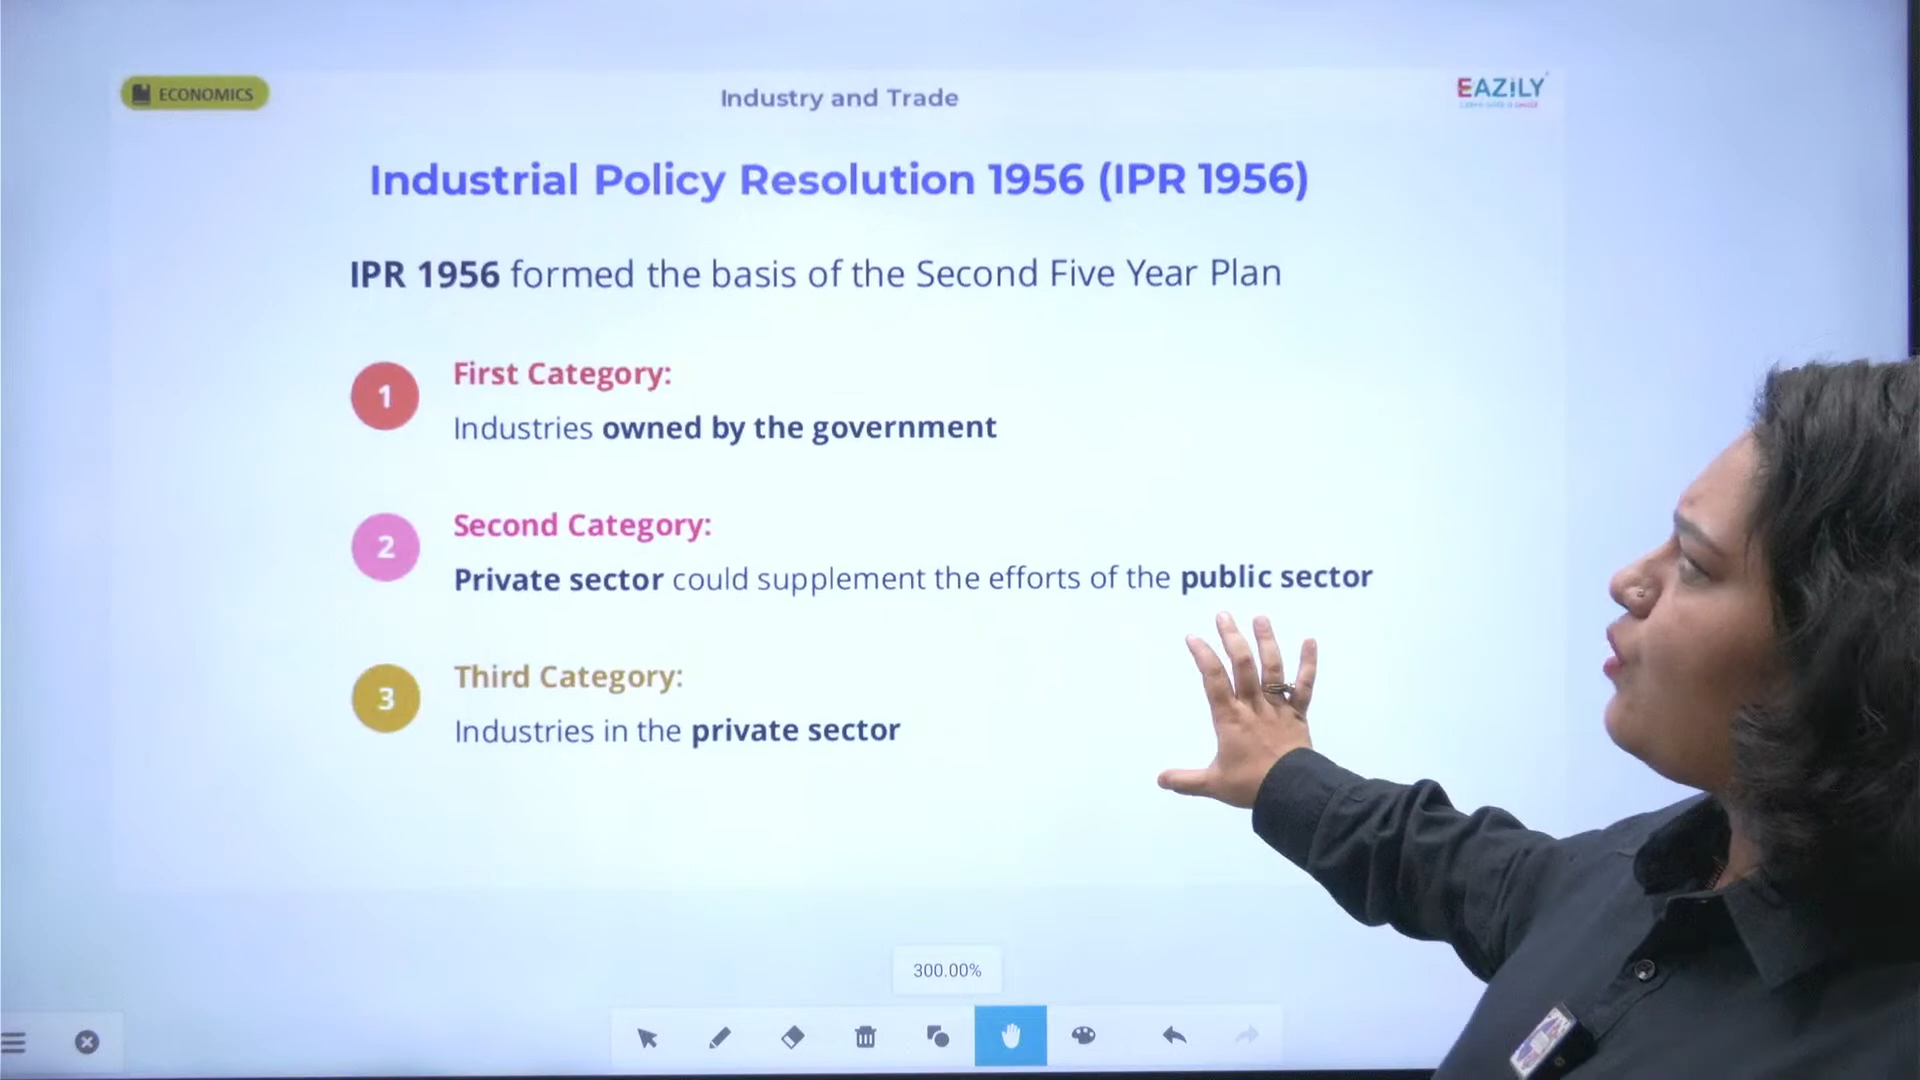 ECONOMICS
Industry and Trade
EAZILY
Industrial Policy Resolution 1956 (IPR 1956)
IPR 1956 formed the basis of the Second Five Year Plan
1
First Category:
Industries owned by the government
2
Second Category:
Private sector could supplement the efforts of the public sector
3
Third Category:
Industries in the private sector
300.00%